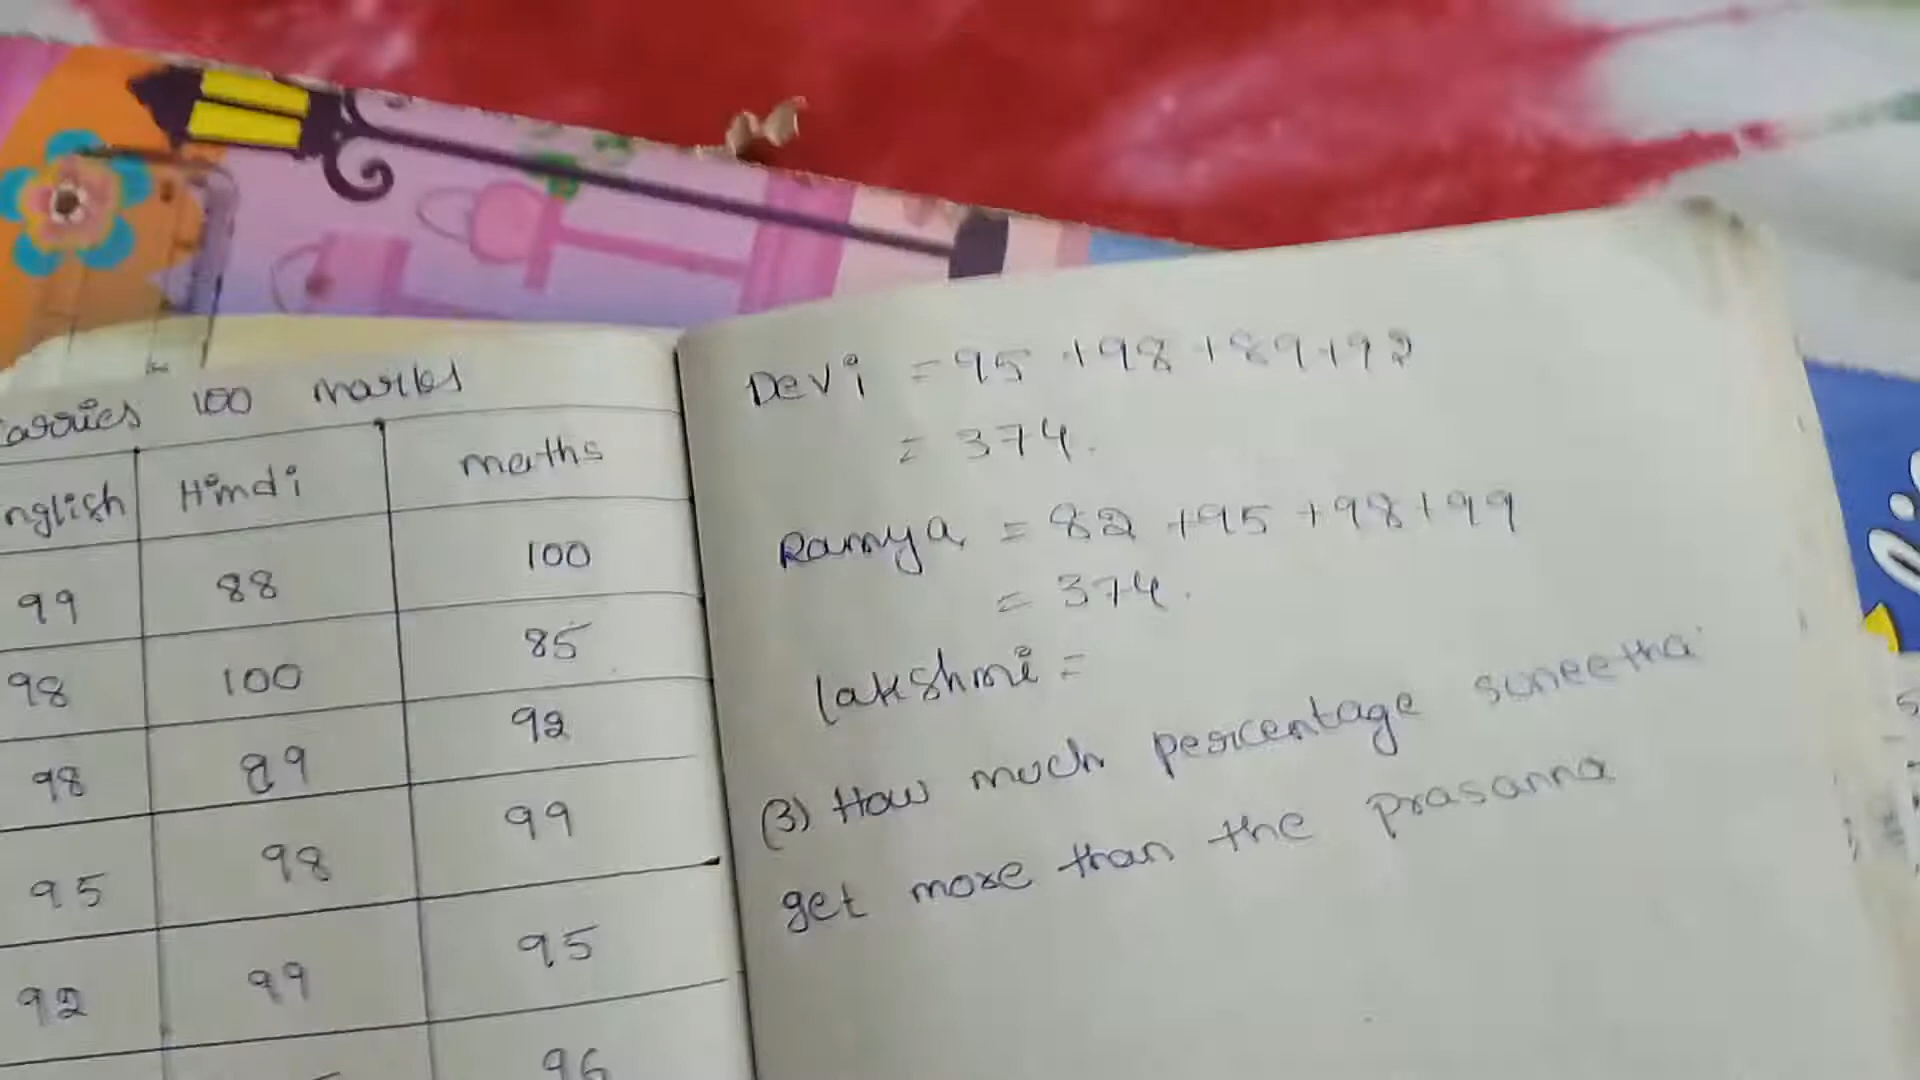 carries 100 marks
nglish Hindi maths
99 88 100
98 100 85
98 89 92
95 98 99
92 99 95
96
Devi = 95 + 98 + 89 + 92
= 374.
Ramya = 82 + 95 + 98 + 99
= 374.
lakshmi =
(3) How much percentage suneetha
get more than the prasanna